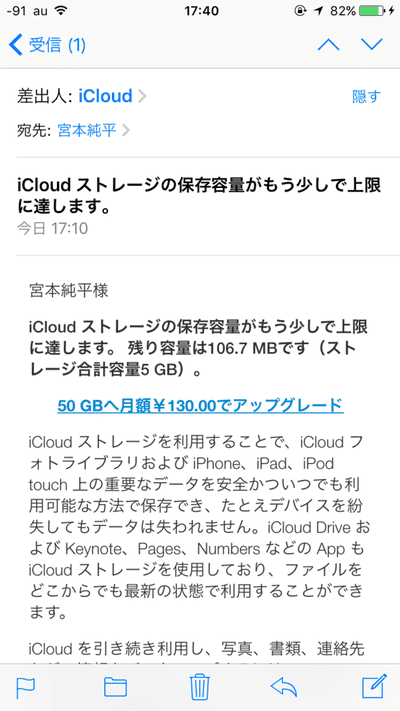 -91 au 17:40 82%
受信 (1)
差出人: iCloud 隠す
宛先: 宮本純平
iCloud ストレージの保存容量がもう少しで上限
に達します。
今日 17:10
宮本純平様
iCloud ストレージの保存容量がもう少しで上限
に達します。 残り容量は106.7 MBです（スト
レージ合計容量5 GB）。
50 GBへ月額¥130.00でアップグレード
iCloud ストレージを利用することで、iCloud フ
ォトライブラリおよび iPhone、iPad、iPod
touch 上の重要なデータを安全かついつでも利
用可能な方法で保存でき、たとえデバイスを紛
失してもデータは失われません。iCloud Drive お
よび Keynote、Pages、Numbers などの App も
iCloud ストレージを使用しており、ファイルを
どこからでも最新の状態で利用することができ
ます。
iCloud を引き続き利用し、写真、書類、連絡先